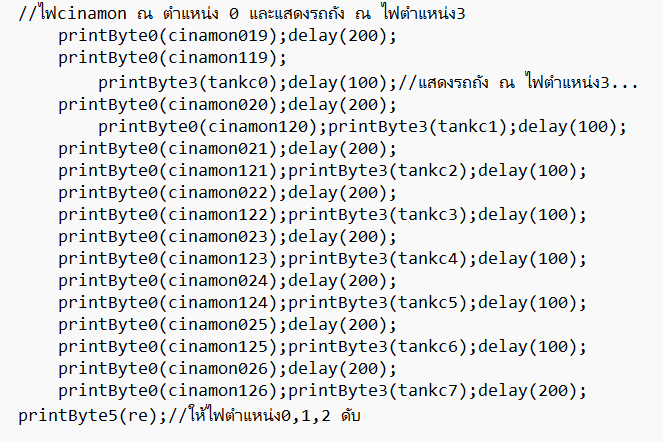 //ไฟcinamon ณ ตำแหน่ง 0 และแสดงรถถัง ณ ไฟตำแหน่ง3
printByte0(cinamon019);delay(200);
printByte0(cinamon119);
printByte3(tankc0);delay(100);//แสดงรถถัง ณ ไฟตำแหน่ง3...
printByte0(cinamon020);delay(200);
printByte0(cinamon120);printByte3(tankc1);delay(100);
printByte0(cinamon021);delay(200);
printByte0(cinamon121);printByte3(tankc2);delay(100);
printByte0(cinamon022);delay(200);
printByte0(cinamon122);printByte3(tankc3);delay(100);
printByte0(cinamon023);delay(200);
printByte0(cinamon123);printByte3(tankc4);delay(100);
printByte0(cinamon024);delay(200);
printByte0(cinamon124);printByte3(tankc5);delay(100);
printByte0(cinamon025);delay(200);
printByte0(cinamon125);printByte3(tankc6);delay(100);
printByte0(cinamon026);delay(200);
printByte0(cinamon126);printByte3(tankc7);delay(200);
printByte5(re);//ให้ไฟตำแหน่ง0,1,2 ดับ